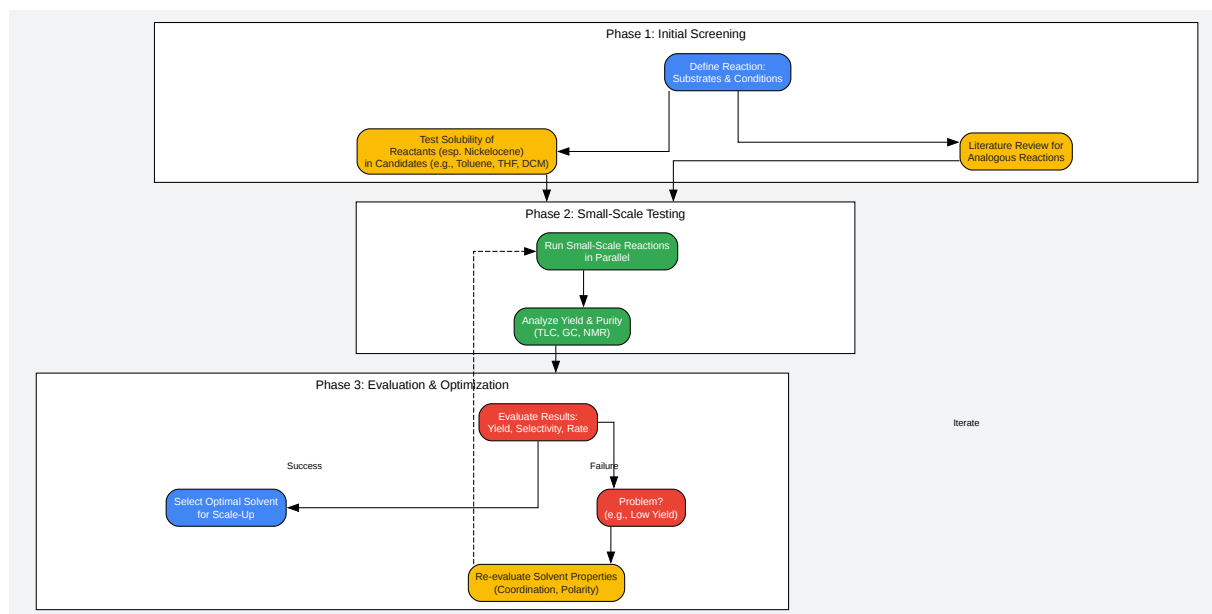 Phase 1: Initial Screening
Define Reaction:
Substrates & Conditions
Test Solubility of
Reactants (esp. Nickelocene)
in Candidates (e.g., Toluene, THF, DCM)
Literature Review for
Analogous Reactions
Phase 2: Small-Scale Testing
Run Small-Scale Reactions
in Parallel
Analyze Yield & Purity
(TLC, GC, NMR)
Phase 3: Evaluation & Optimization
Evaluate Results:
Yield, Selectivity, Rate
Iterate
Success
Failure
Select Optimal Solvent
for Scale-Up
Problem?
(e.g., Low Yield)
Re-evaluate Solvent Properties
(Coordination, Polarity)